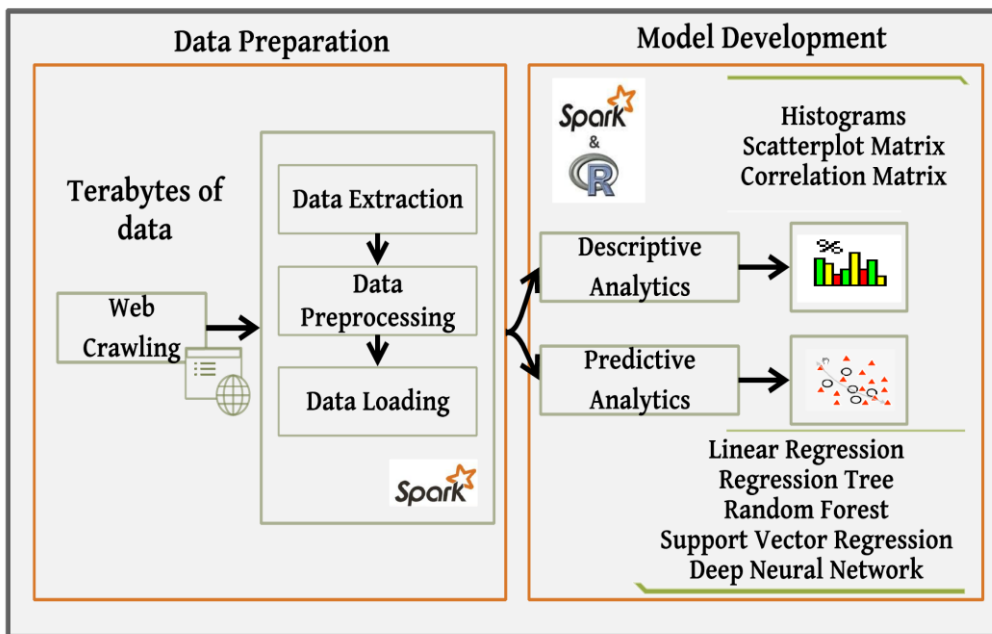 Data Preparation
Terabytes of
data
Web
Crawling
Data Extraction
Data
Preprocessing
Data Loading
Spark
Model Development
Spark
&
R
Histograms
Scatterplot Matrix
Correlation Matrix
Descriptive
Analytics
Predictive
Analytics
Linear Regression
Regression Tree
Random Forest
Support Vector Regression
Deep Neural Network